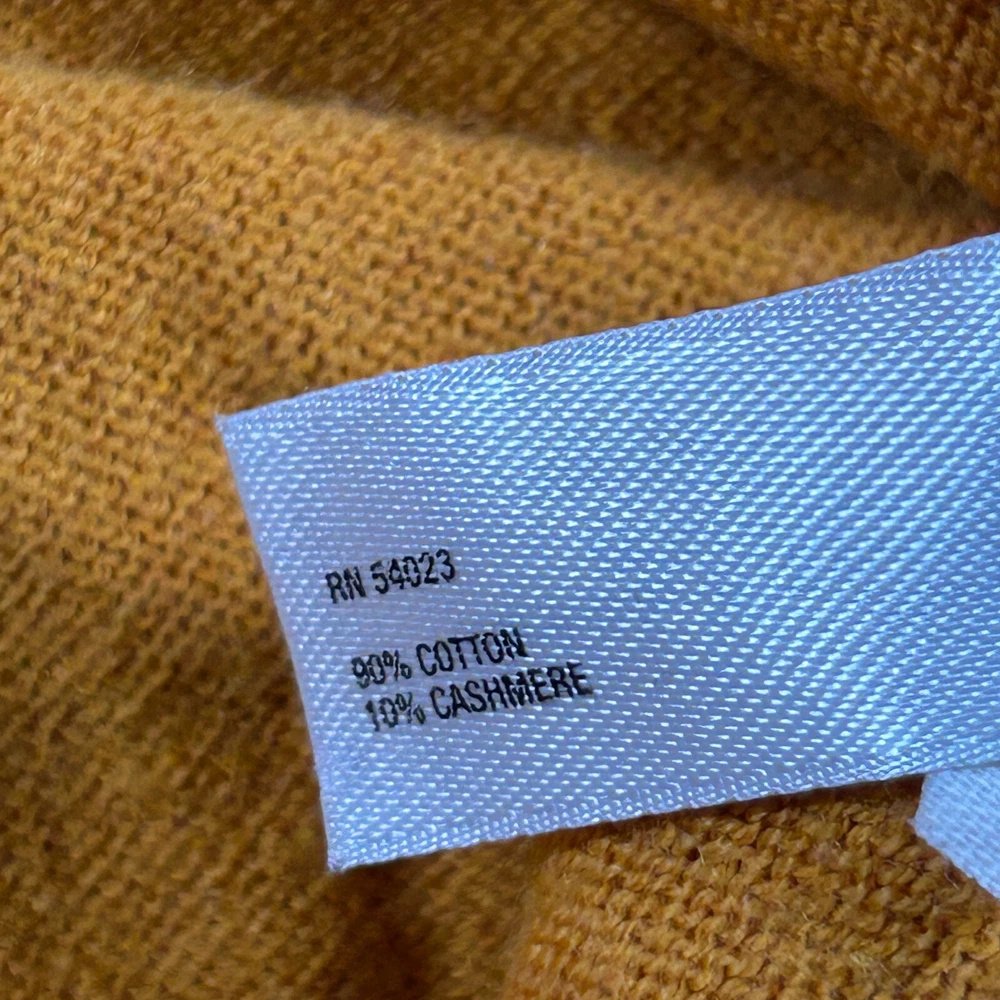 RN 54023
90% COTTON
10% CASHMERE